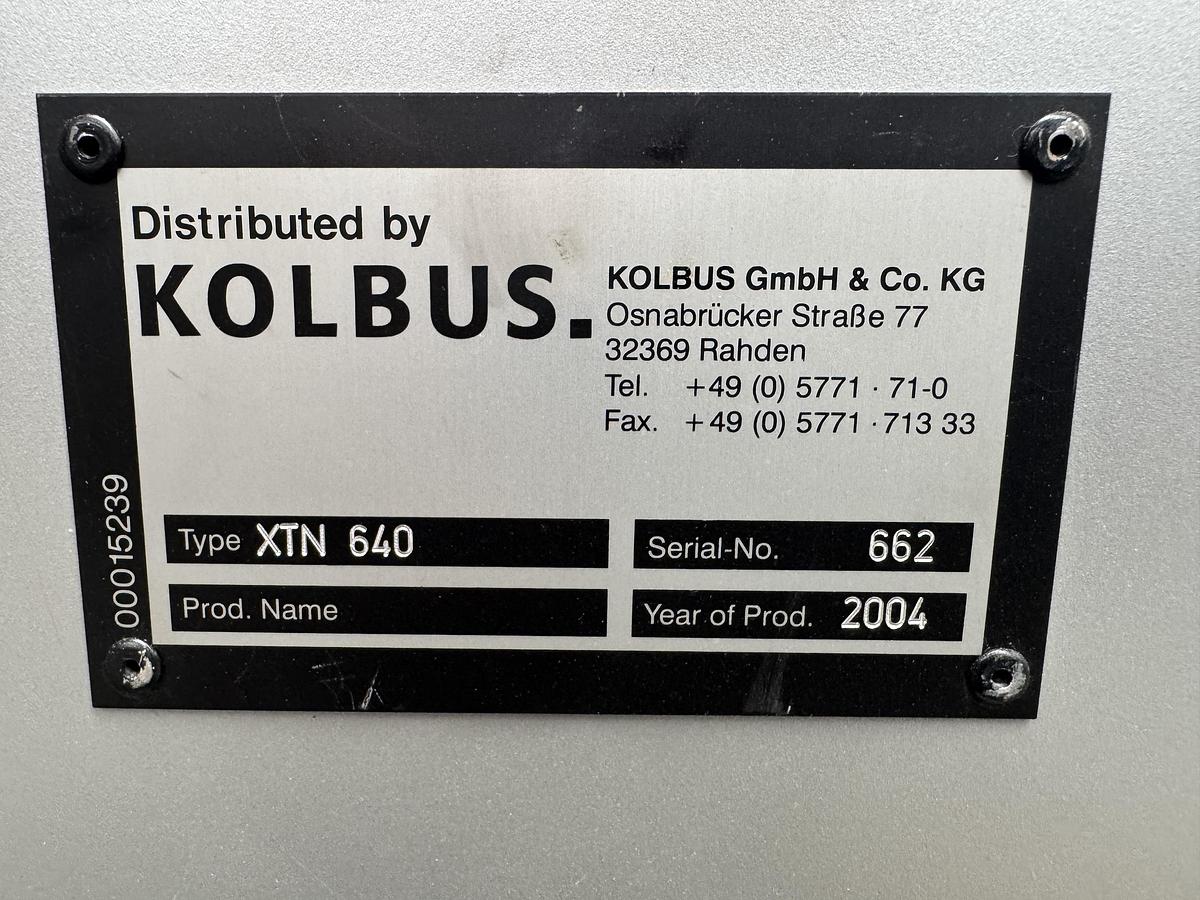 Distributed by
KOLBUS.
KOLBUS GmbH & Co. KG
Osnabrücker Straße 77
32369 Rahden
Tel. +49 (0) 5771 · 71-0
Fax. +49 (0) 5771 · 713 33
00015239
Type XTN 640
Serial-No. 662
Prod. Name
Year of Prod. 2004